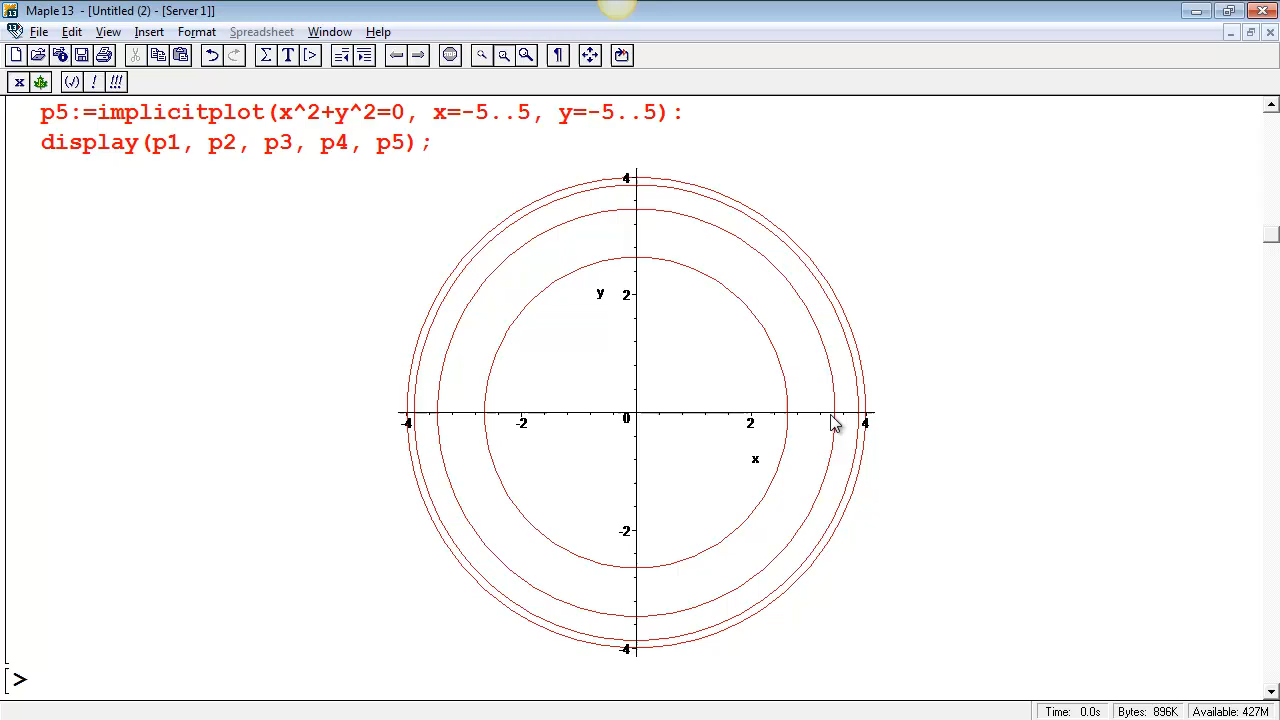 Maple 13 - [Untitled (2) - [Server 1]]
File Edit View Insert Format Spreadsheet Window Help
p5:=implicitplot(x^2+y^2=0, x=-5..5, y=-5..5):
display(p1, p2, p3, p4, p5);
4
y 2
-4 -2 0 2 4
x
-2
-4
>
Time: 0.0s Bytes: 896K Available: 427M